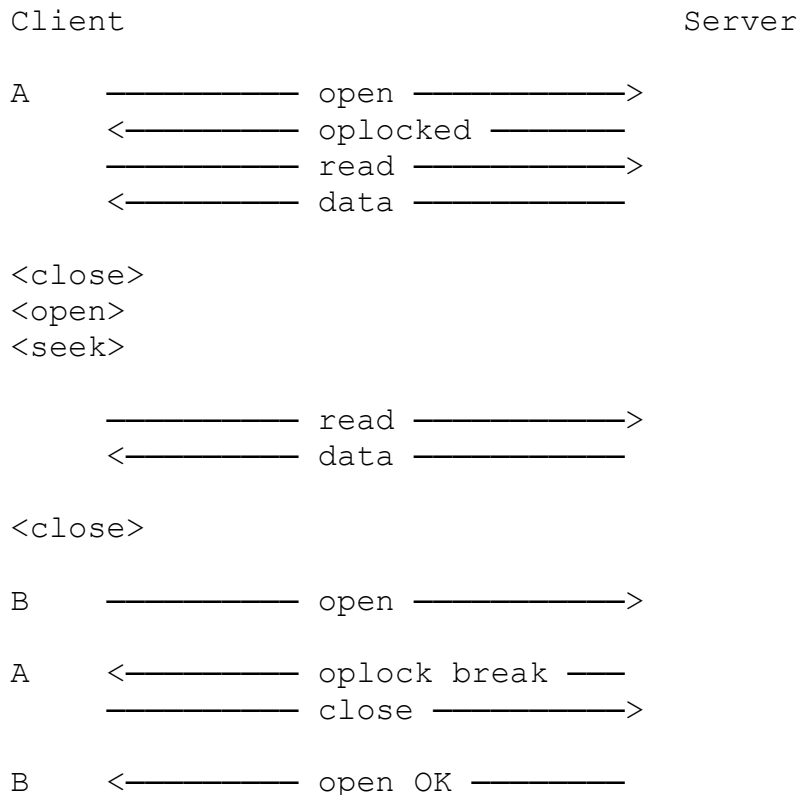 Client Server
A ────────── open ───────────>
<───────── oplocked ───────
────────── read ───────────>
<───────── data ───────────
<close>
<open>
<seek>
────────── read ───────────>
<───────── data ───────────
<close>
B ────────── open ───────────>
A <───────── oplock break ───
────────── close ──────────>
B <───────── open OK ────────